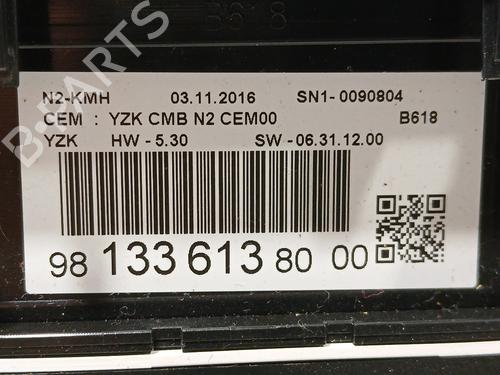 B618
N2-KMH 03.11.2016 SN1- 0090804
CEM : YZK CMB N2 CEM00 B618
YZK HW - 5.30 SW - 06.31.12.00
98 133 613 80 00
B-PARTS